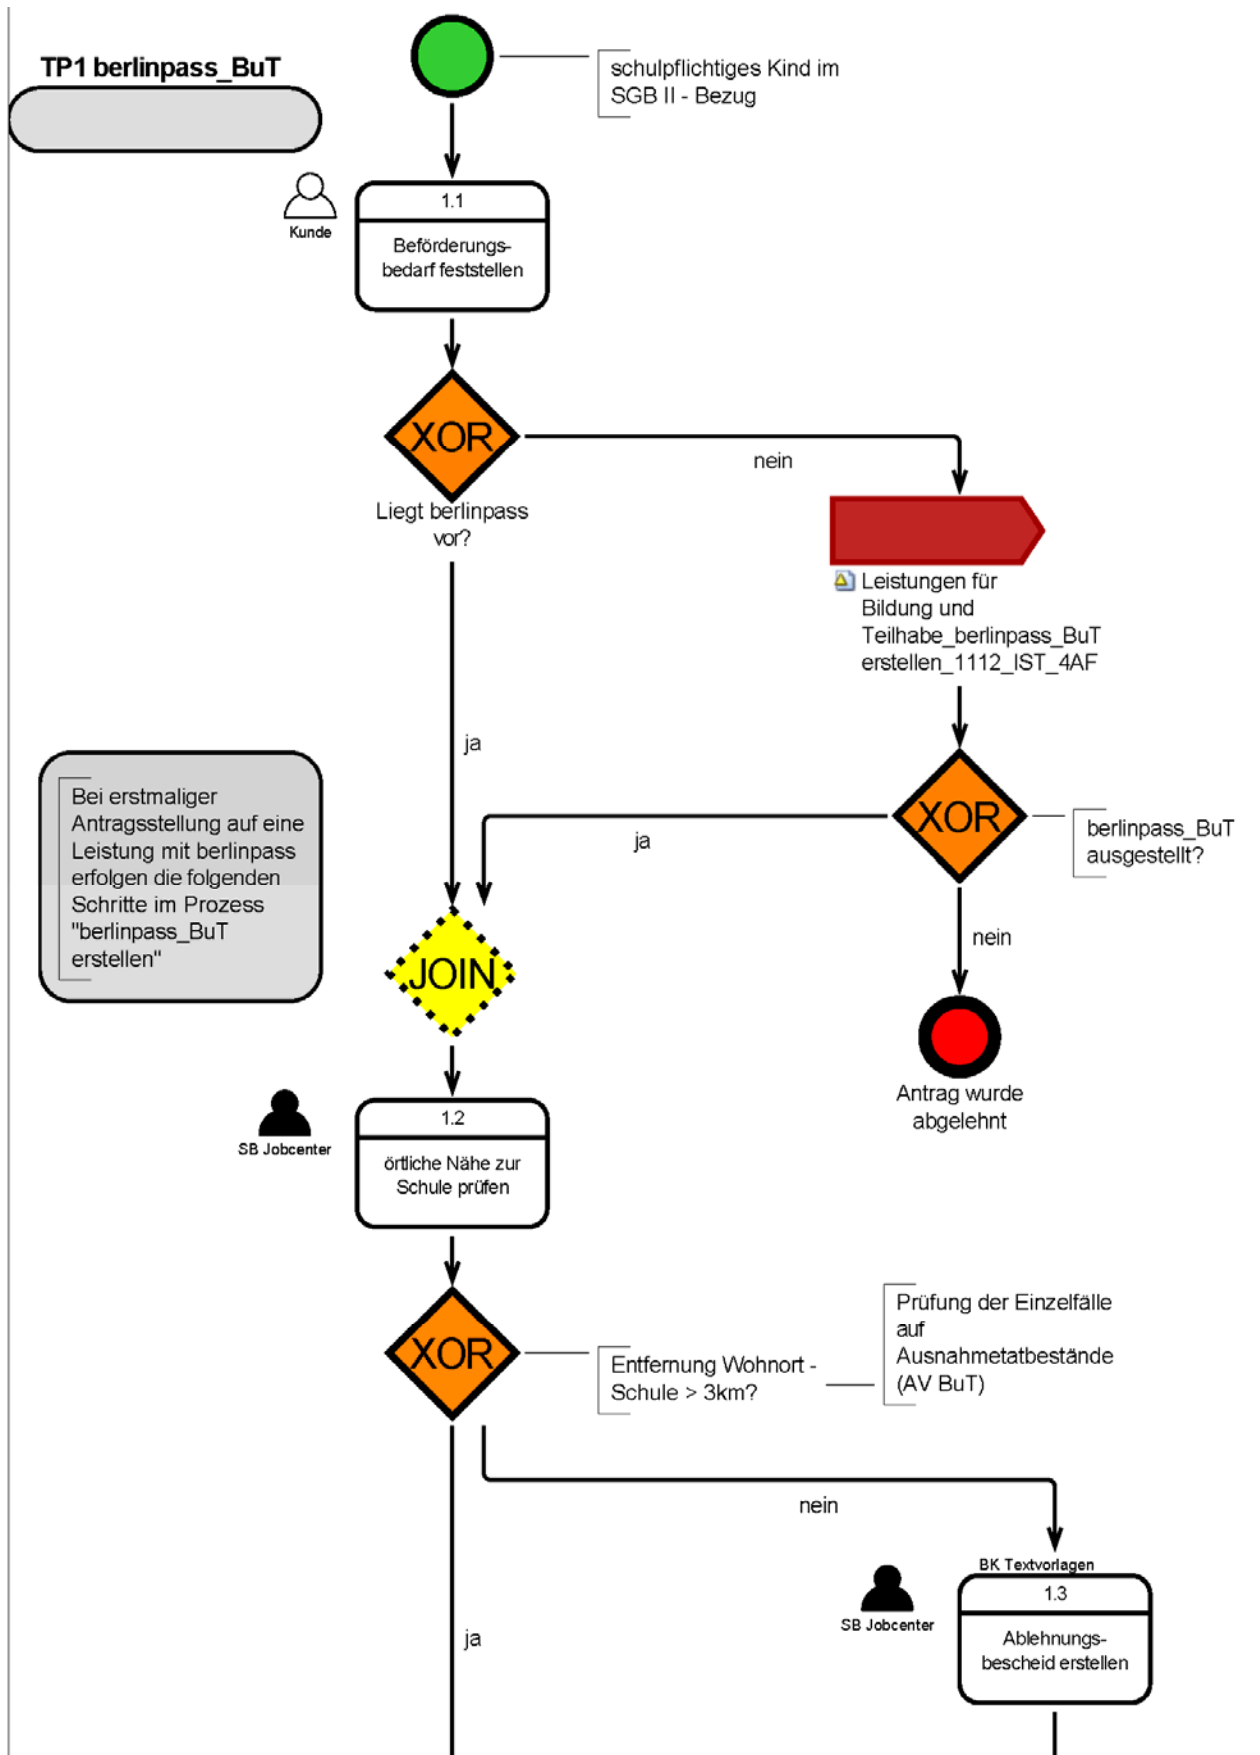 TP1 berlinpass_BuT
schulpflichtiges Kind im
SGB II - Bezug
Kunde
1.1
Beförderungs-
bedarf feststellen
XOR
nein
Liegt berlinpass
vor?
Leistungen für
Bildung und
Teilhabe_berlinpass_BuT
erstellen_1112_IST_4AF
ja
Bei erstmaliger
Antragsstellung auf eine
Leistung mit berlinpass
erfolgen die folgenden
Schritte im Prozess
"berlinpass_BuT
erstellen"
XOR
berlinpass_BuT
ausgestellt?
ja
nein
JOIN
Antrag wurde
abgelehnt
SB Jobcenter
1.2
örtliche Nähe zur
Schule prüfen
XOR
Entfernung Wohnort -
Schule > 3km?
Prüfung der Einzelfälle
auf
Ausnahmetatbestände
(AV BuT)
nein
BK Textvorlagen
SB Jobcenter
1.3
Ablehnungs-
bescheid erstellen
ja